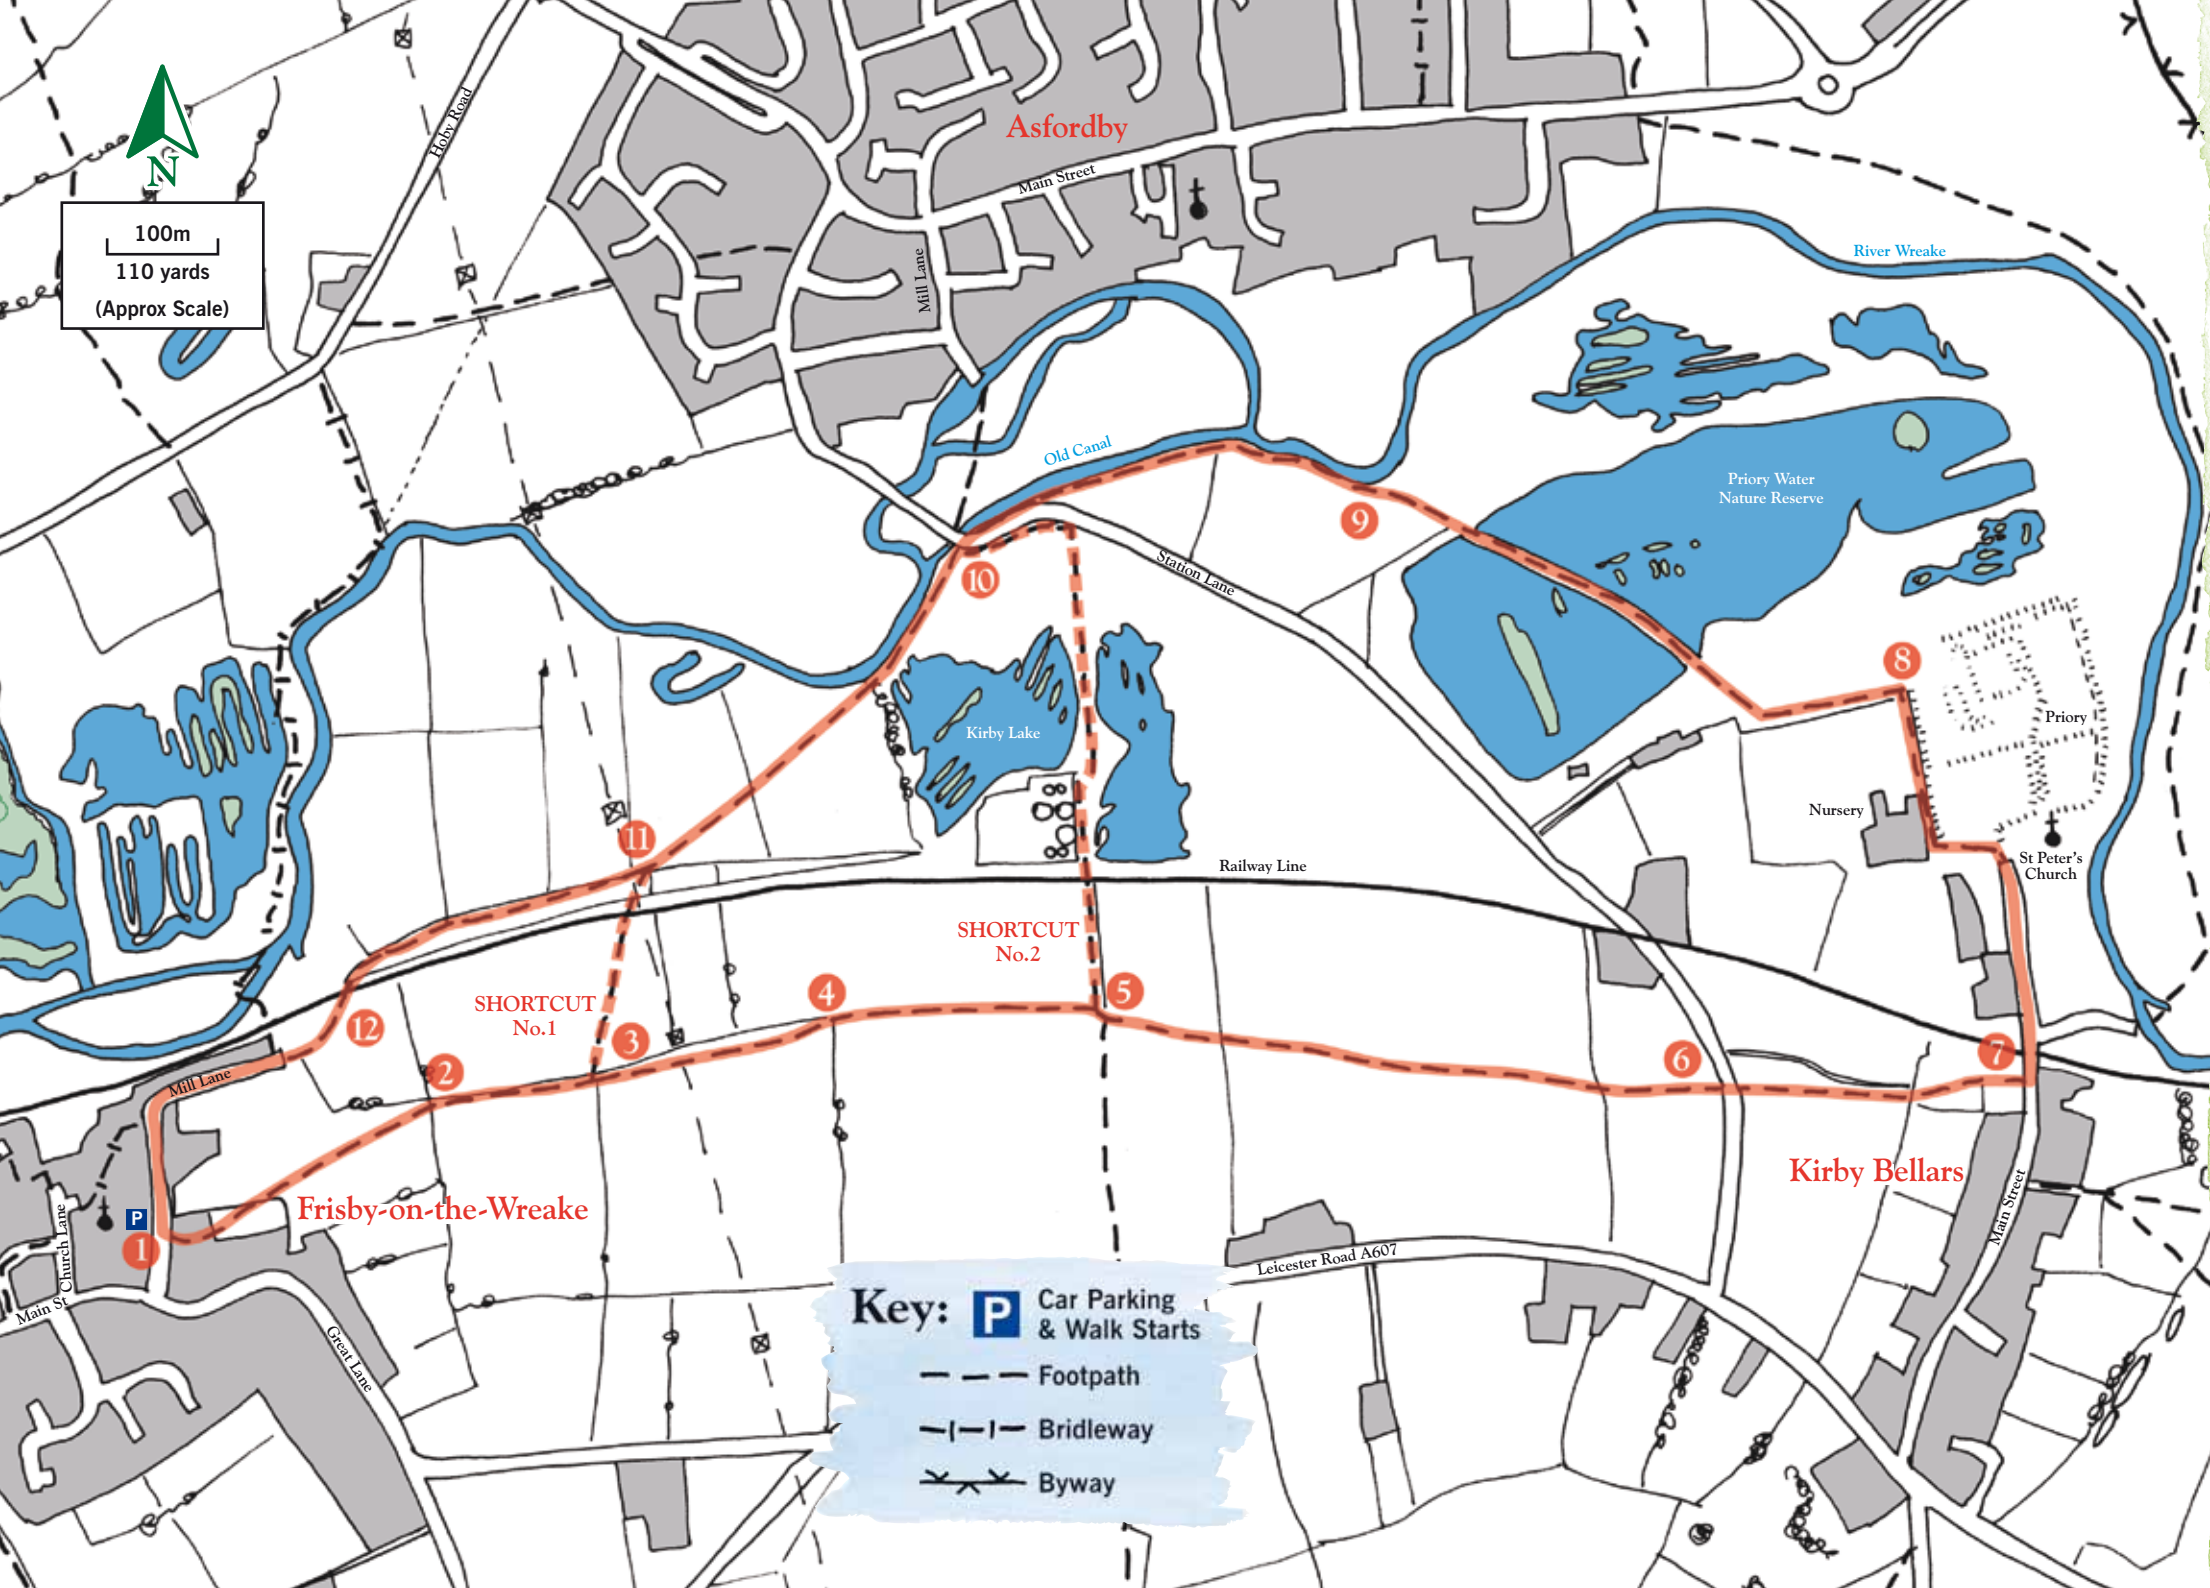 Asfordby
Hoby Road
N
100m
110 yards
(Approx Scale)
Main Street
Mill Lane
River Wreake
Old Canal
Priory Water
Nature Reserve
9
Station Lane
10
8
Priory
Kirby Lake
Nursery
11
Railway Line
St Peter's
Church
SHORTCUT
No.2
SHORTCUT
No.1
4
5
12
3
2
6
7
Mill Lane
Kirby Bellars
Frisby-on-the-Wreake
P
1
Church Lane
Main St
Main Street
Leicester Road A607
Great Lane
Key:
P
Car Parking
& Walk Starts
Footpath
Bridleway
Byway